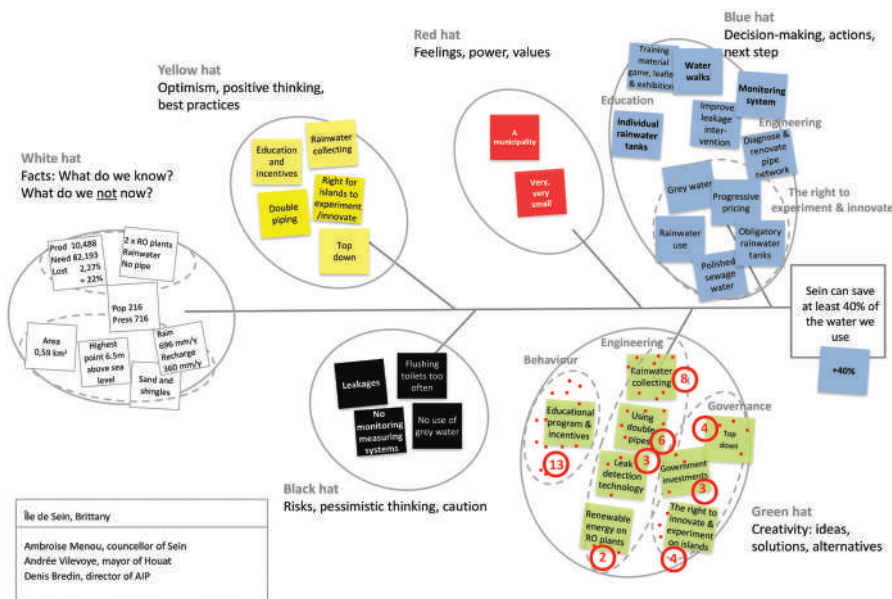 Blue hat
Decision-making, actions,
next step
Training
material
game, leafle
& exhibition
Water
walks
Monitoring
system
Education
Improve
leakage
inter-
vention
Engineering
Individual
rainwater
tanks
Diagnose &
renovate
pipe
network
Grey water
Progressive
pricing
The right to
experiment & innovate
Rainwater
use
Obligatory
rainwater
tanks
Polished
sewage
water
Red hat
Feelings, power, values
A
municipality
Very,
very
small
Yellow hat
Optimism, positive thinking,
best practices
Rainwater
collecting
Education
and
incentives
Right for
islands to
experiment
/innovate
Double
piping
Top
down
White hat
Facts: What do we know?
What do we not now?
Prod 10,488
Need 82,193
Lost 2,275
= 22%
2 x RO plants
Rainwater
No pipe
Pop 216
Press 716
Area
0,59 km²
Highest
point 6.5m
above sea
level
Rain
696 mm/y
Recharge
360 mm/y
Sand and
shingles
Sein can save
at least 40% of
the water we
use
+40%
Leakages
Flushing
toilets too
often
No
monitoring
measuring
systems
No use of
grey water
Black hat
Risks, pessimistic thinking, caution
Behaviour
Educational
program &
incentives
13
Engineering
Rainwater
collecting
8
Using
double
pipes
6
3
Leak
detection
technology
Renewable
energy on
RO plants
2
Governance
4
Top
down
Government
investments
3
The right to
innovate &
experiment
on islands
4
Green hat
Creativity: ideas,
solutions, alternatives
Île de Sein, Brittany
Ambroise Menou, councellor of Sein
Andrée Vilevoye, mayor of Houat
Denis Bredin, director of AIP